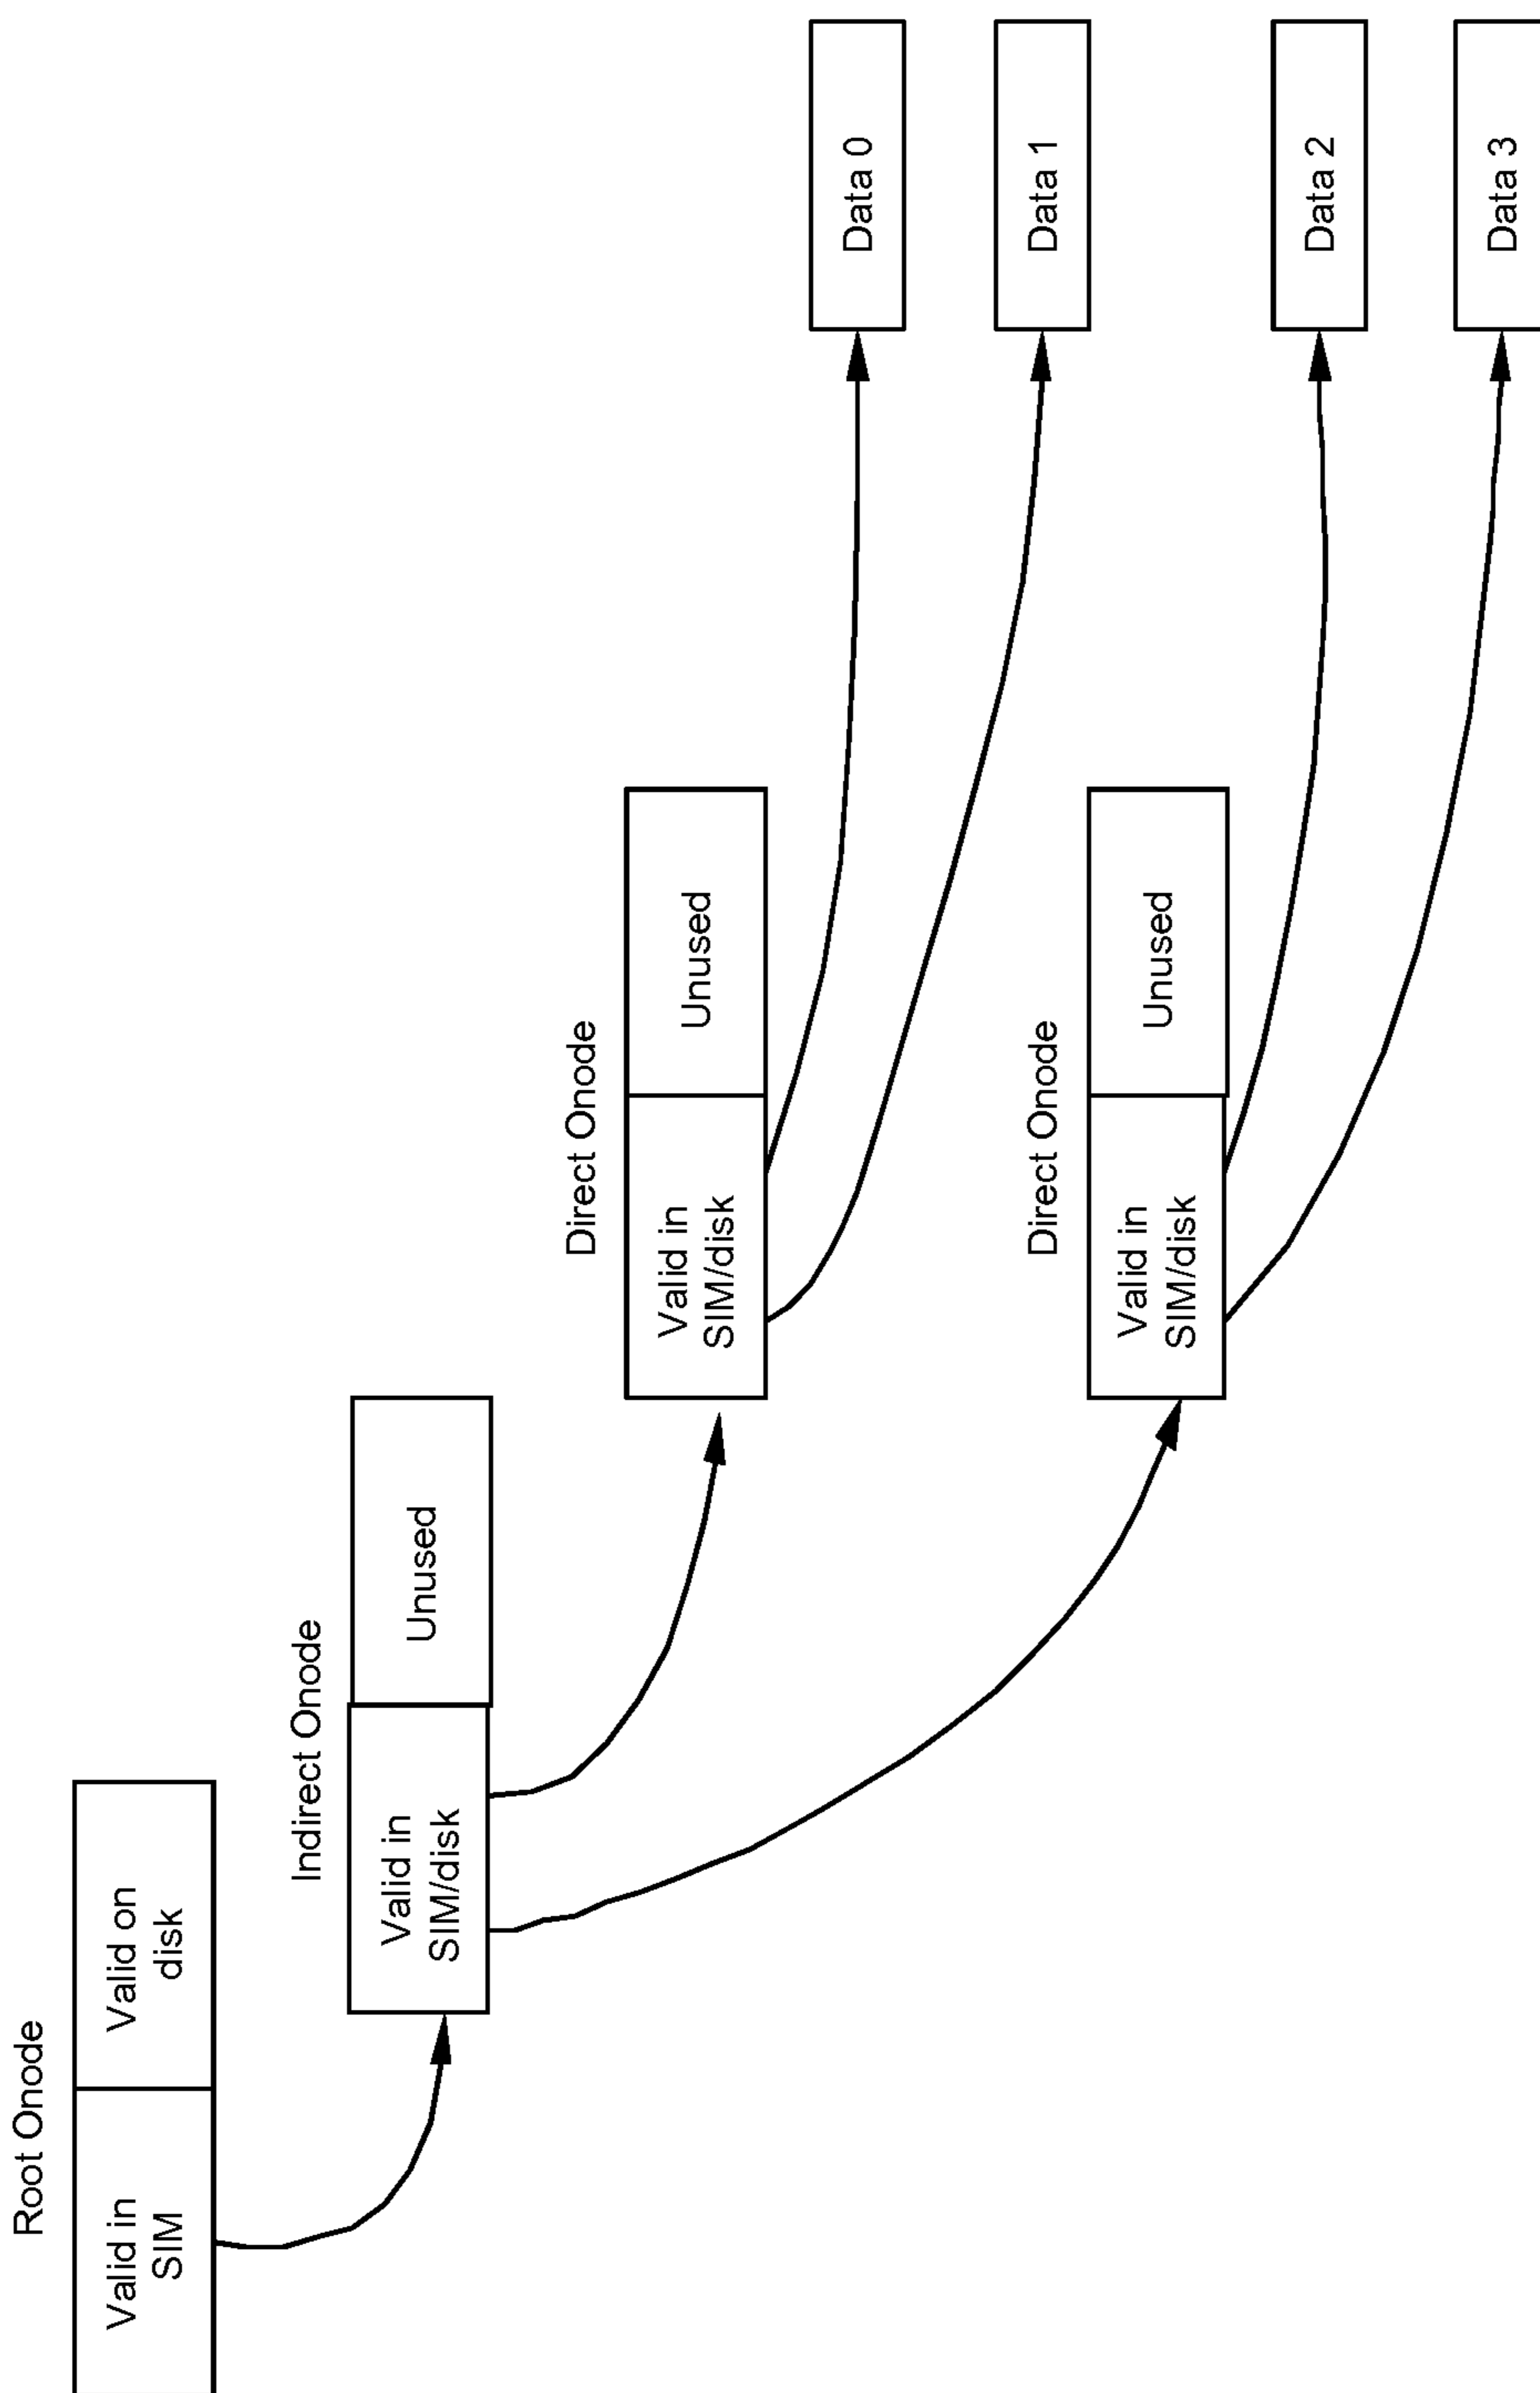 Root Onode
Valid in
SIM
Valid on
disk
Indirect Onode
Valid in
SIM/disk
Unused
Direct Onode
Valid in
SIM/disk
Unused
Data 0
Data 1
Direct Onode
Valid in
SIM/disk
Unused
Data 2
Data 3